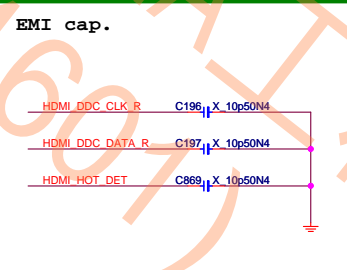 EMI cap.
HDMI_DDC_CLK_R C196 X_10p50N4
HDMI_DDC_DATA_R C197 X_10p50N4
HDMI_HOT_DET C869 X_10p50N4